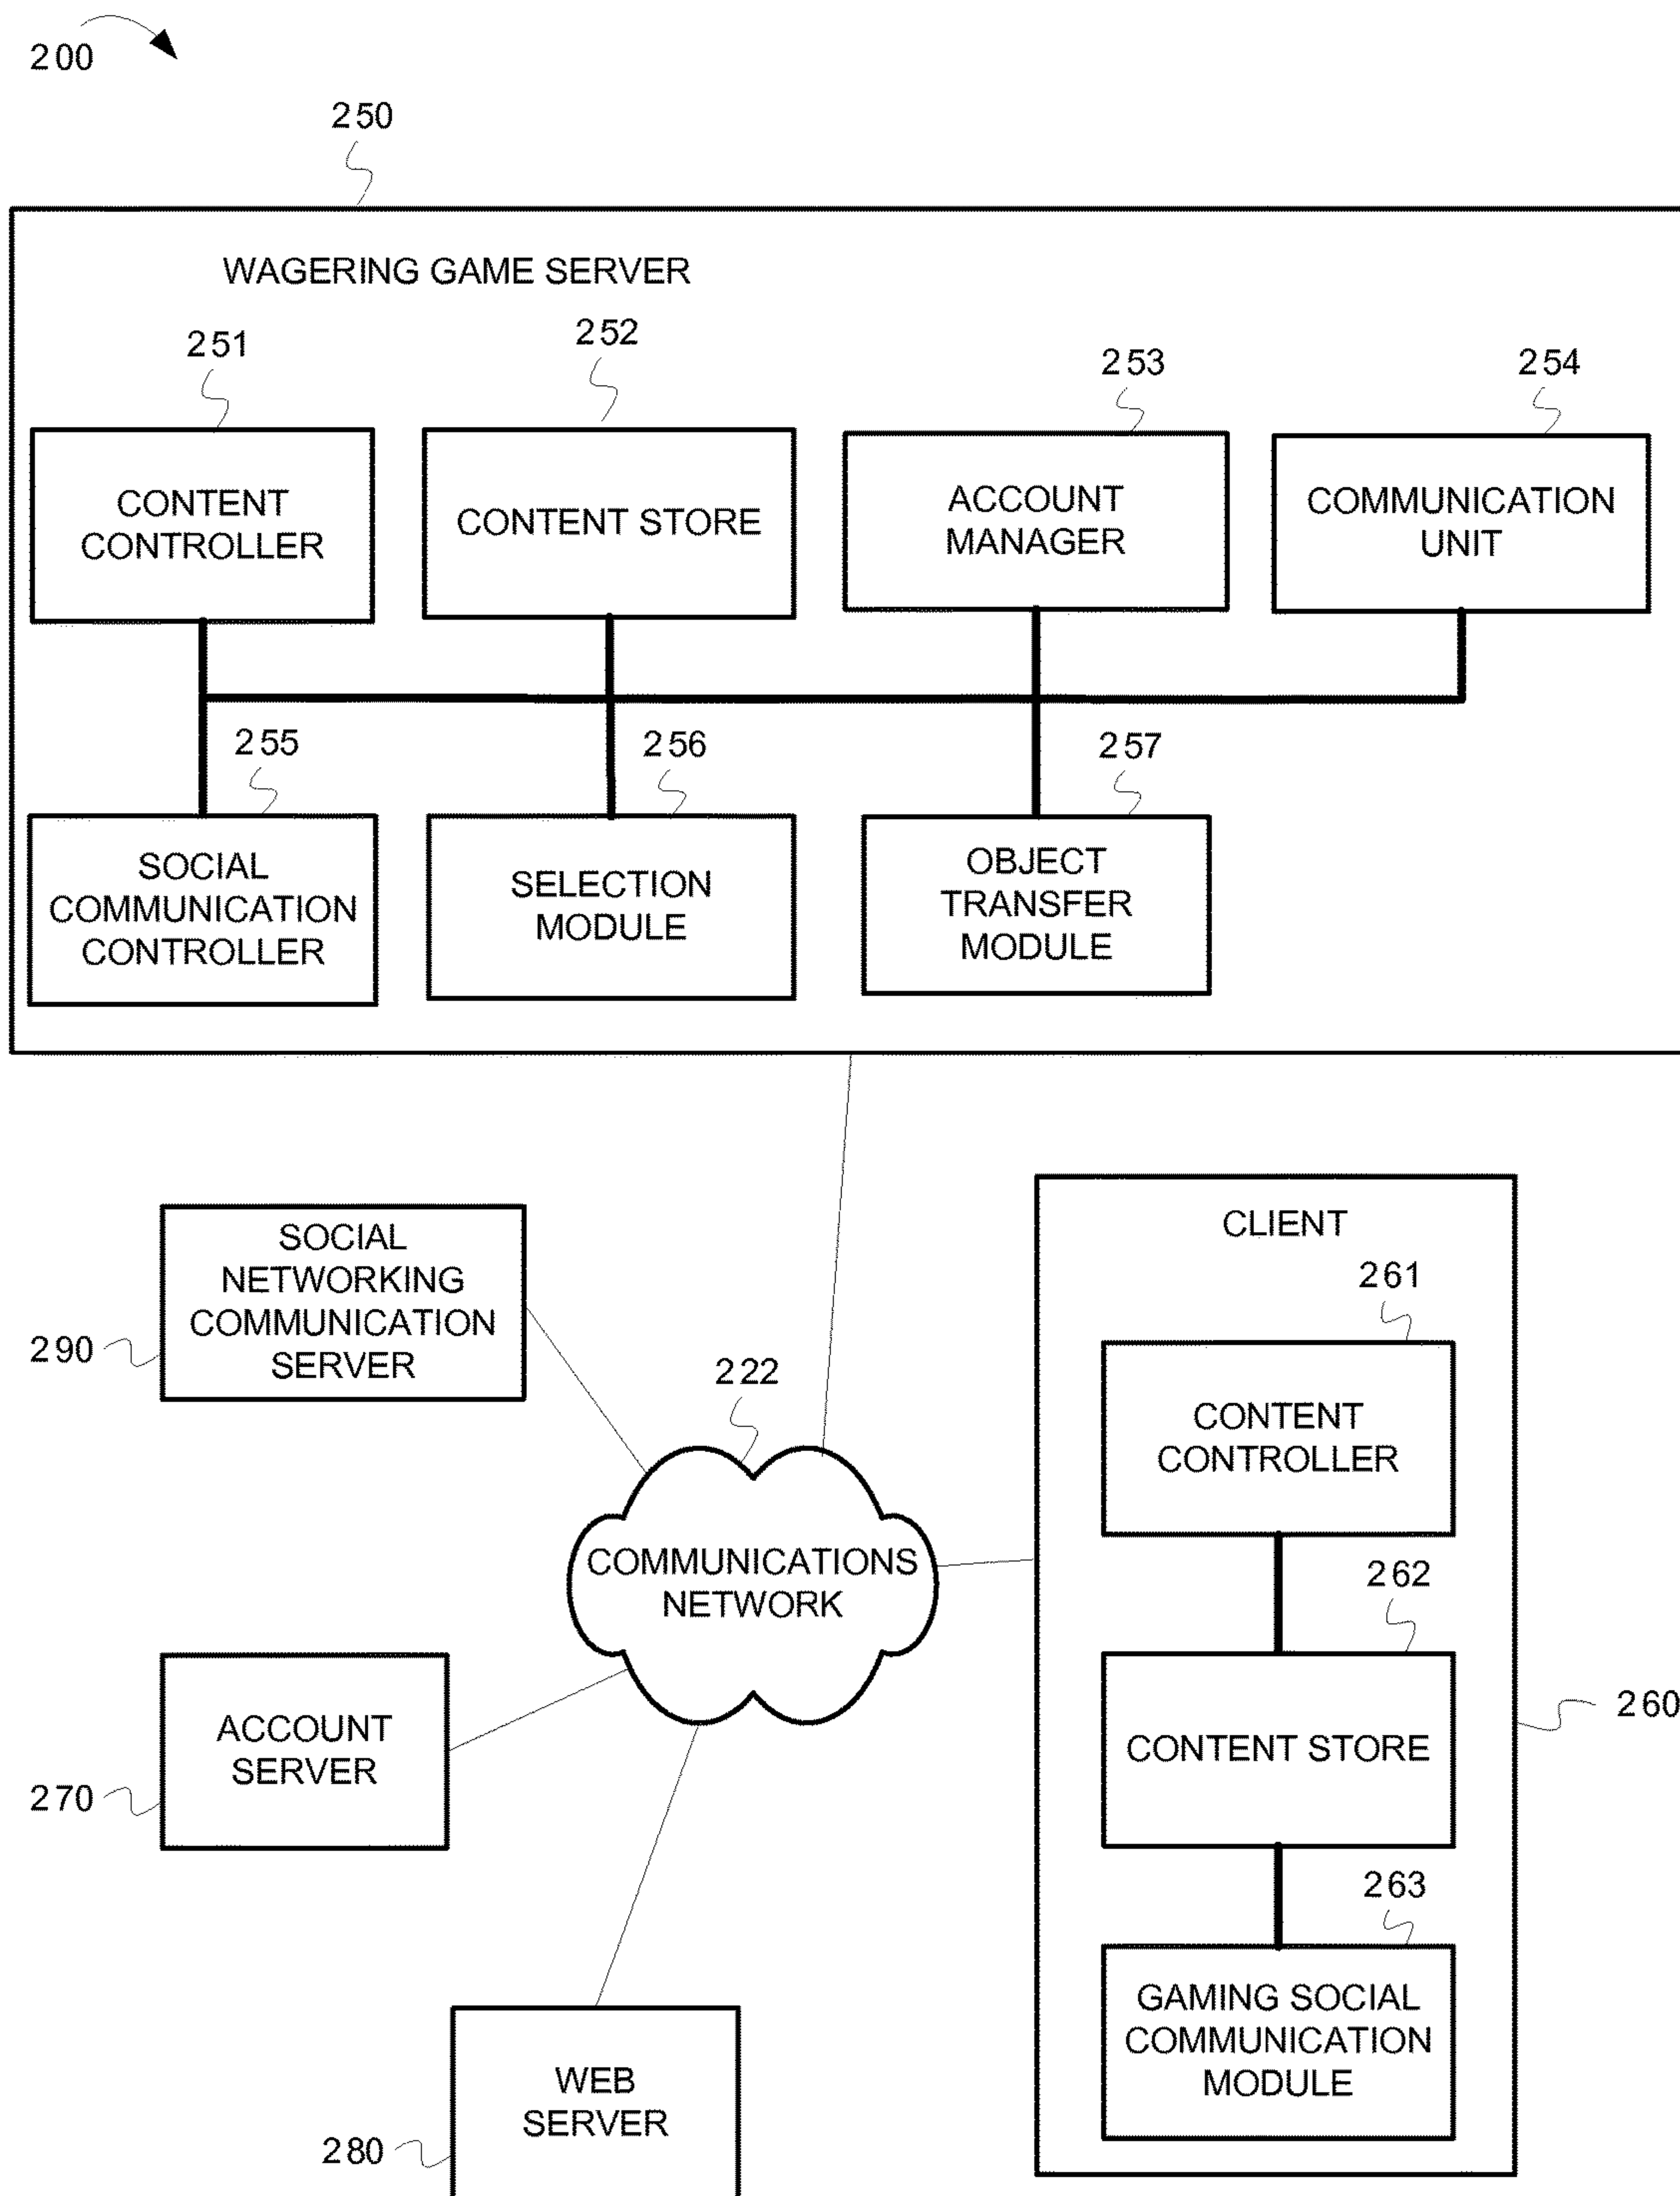 200
250
WAGERING GAME SERVER
251
252
253
254
CONTENT
CONTROLLER
CONTENT STORE
ACCOUNT
MANAGER
COMMUNICATION
UNIT
255
256
257
SOCIAL
COMMUNICATION
CONTROLLER
SELECTION
MODULE
OBJECT
TRANSFER
MODULE
SOCIAL
NETWORKING
COMMUNICATION
SERVER
290
222
COMMUNICATIONS
NETWORK
CLIENT
261
CONTENT
CONTROLLER
262
CONTENT STORE
260
263
GAMING SOCIAL
COMMUNICATION
MODULE
ACCOUNT
SERVER
270
WEB
SERVER
280